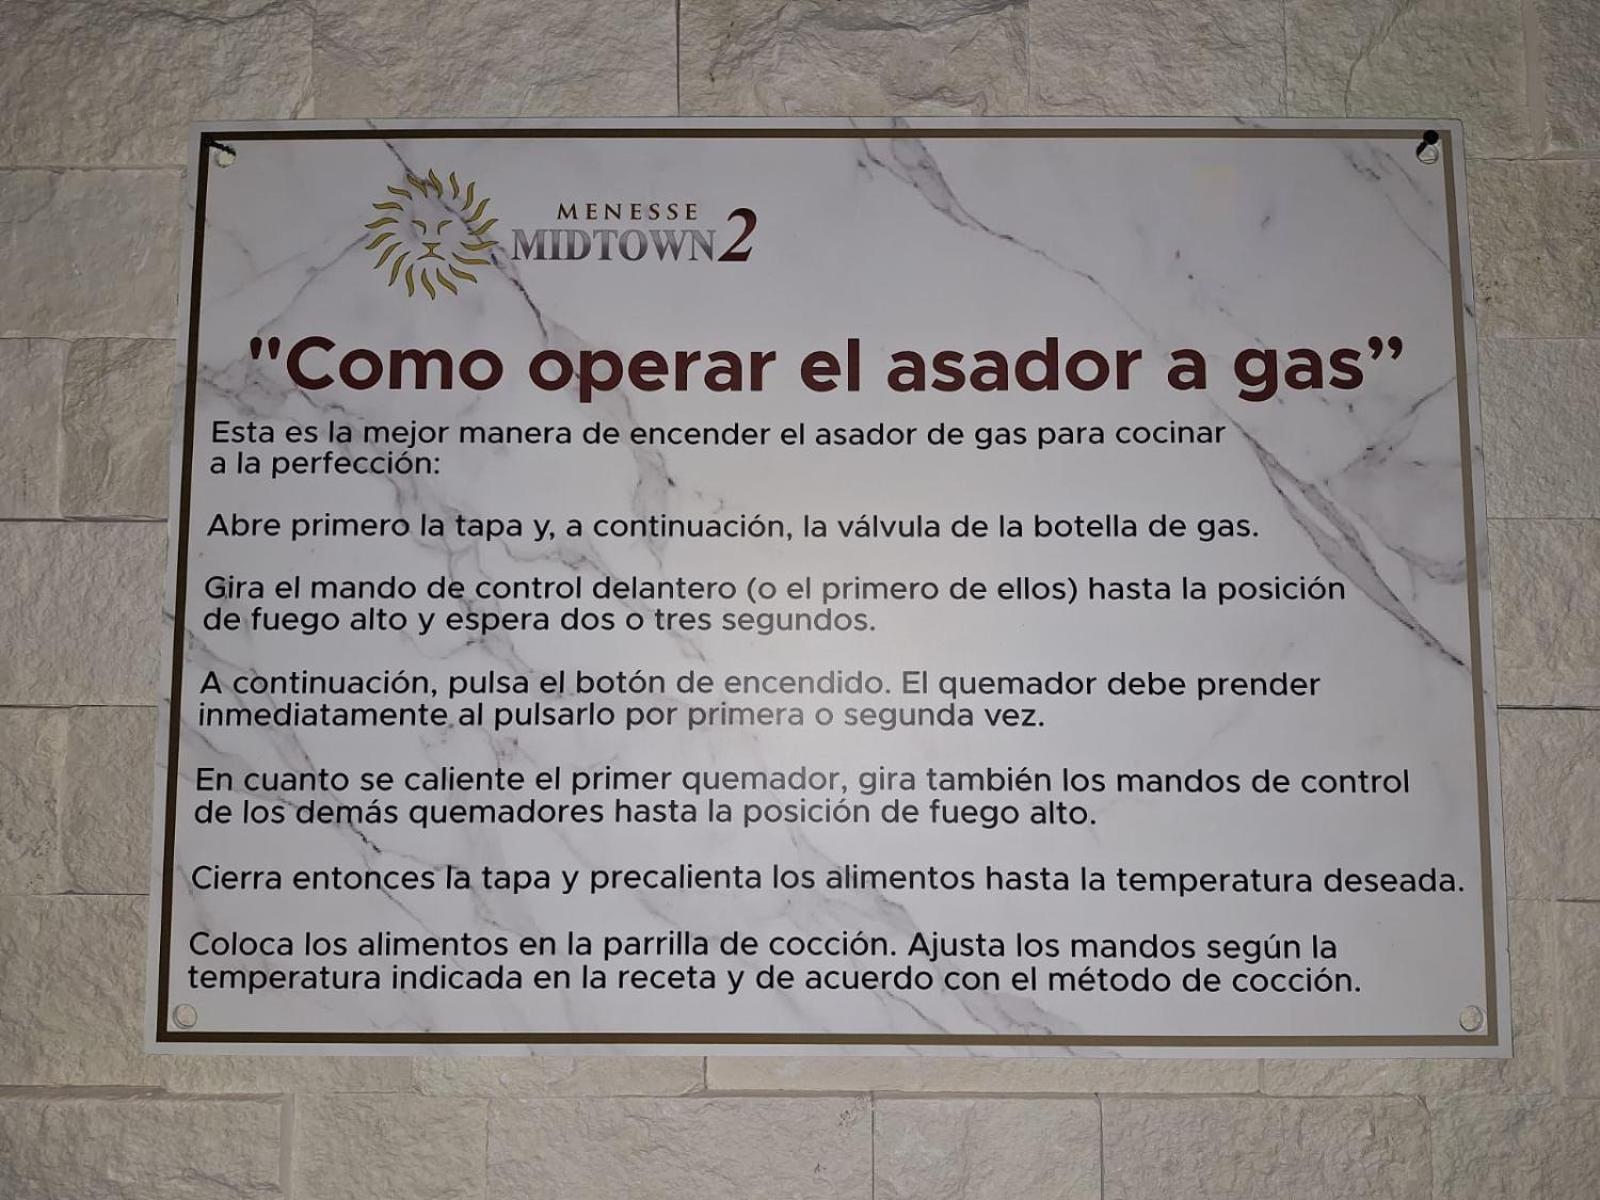 MENESSE
MIDTOWN 2
"Como operar el asador a gas”
Esta es la mejor manera de encender el asador de gas para cocinar
a la perfección:
Abre primero la tapa y, a continuación, la válvula de la botella de gas.
Gira el mando de control delantero (o el primero de ellos) hasta la posición
de fuego alto y espera dos o tres segundos.
A continuación, pulsa el botón de encendido. El quemador debe prender
inmediatamente al pulsarlo por primera o segunda vez.
En cuanto se caliente el primer quemador, gira también los mandos de control
de los demás quemadores hasta la posición de fuego alto.
Cierra entonces la tapa y precalienta los alimentos hasta la temperatura deseada.
Coloca los alimentos en la parrilla de cocción. Ajusta los mandos según la
temperatura indicada en la receta y de acuerdo con el método de cocción.